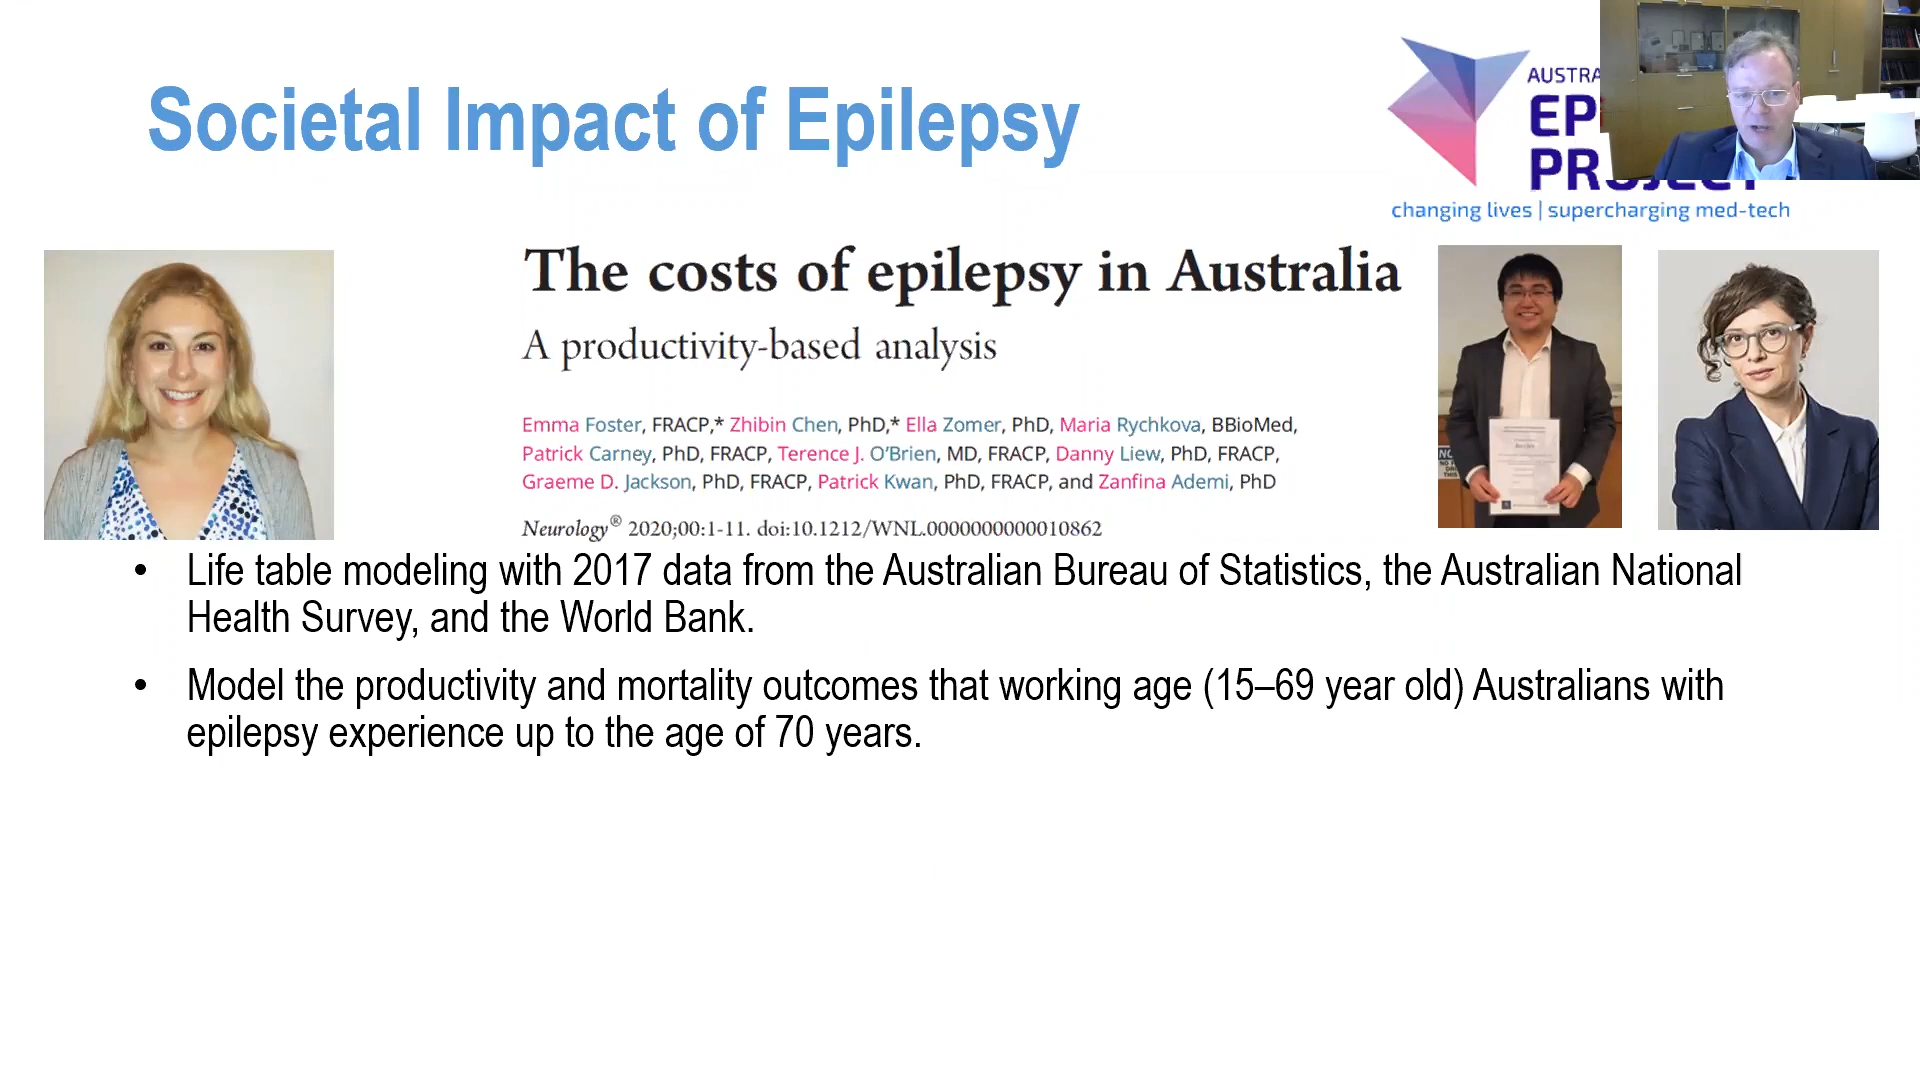 Societal Impact of Epilepsy
AUSTRA
EP
PROJECT
changing lives | supercharging med-tech
The costs of epilepsy in Australia
A productivity-based analysis
Emma Foster, FRACP,* Zhibin Chen, PhD,* Ella Zomer, PhD, Maria Rychkova, BBioMed,
Patrick Carney, PhD, FRACP, Terence J. O’Brien, MD, FRACP, Danny Liew, PhD, FRACP,
Graeme D. Jackson, PhD, FRACP, Patrick Kwan, PhD, FRACP, and Zanfina Ademi, PhD
Neurology® 2020;00:1-11. doi:10.1212/WNL.0000000000010862
• Life table modeling with 2017 data from the Australian Bureau of Statistics, the Australian National
Health Survey, and the World Bank.
• Model the productivity and mortality outcomes that working age (15–69 year old) Australians with
epilepsy experience up to the age of 70 years.